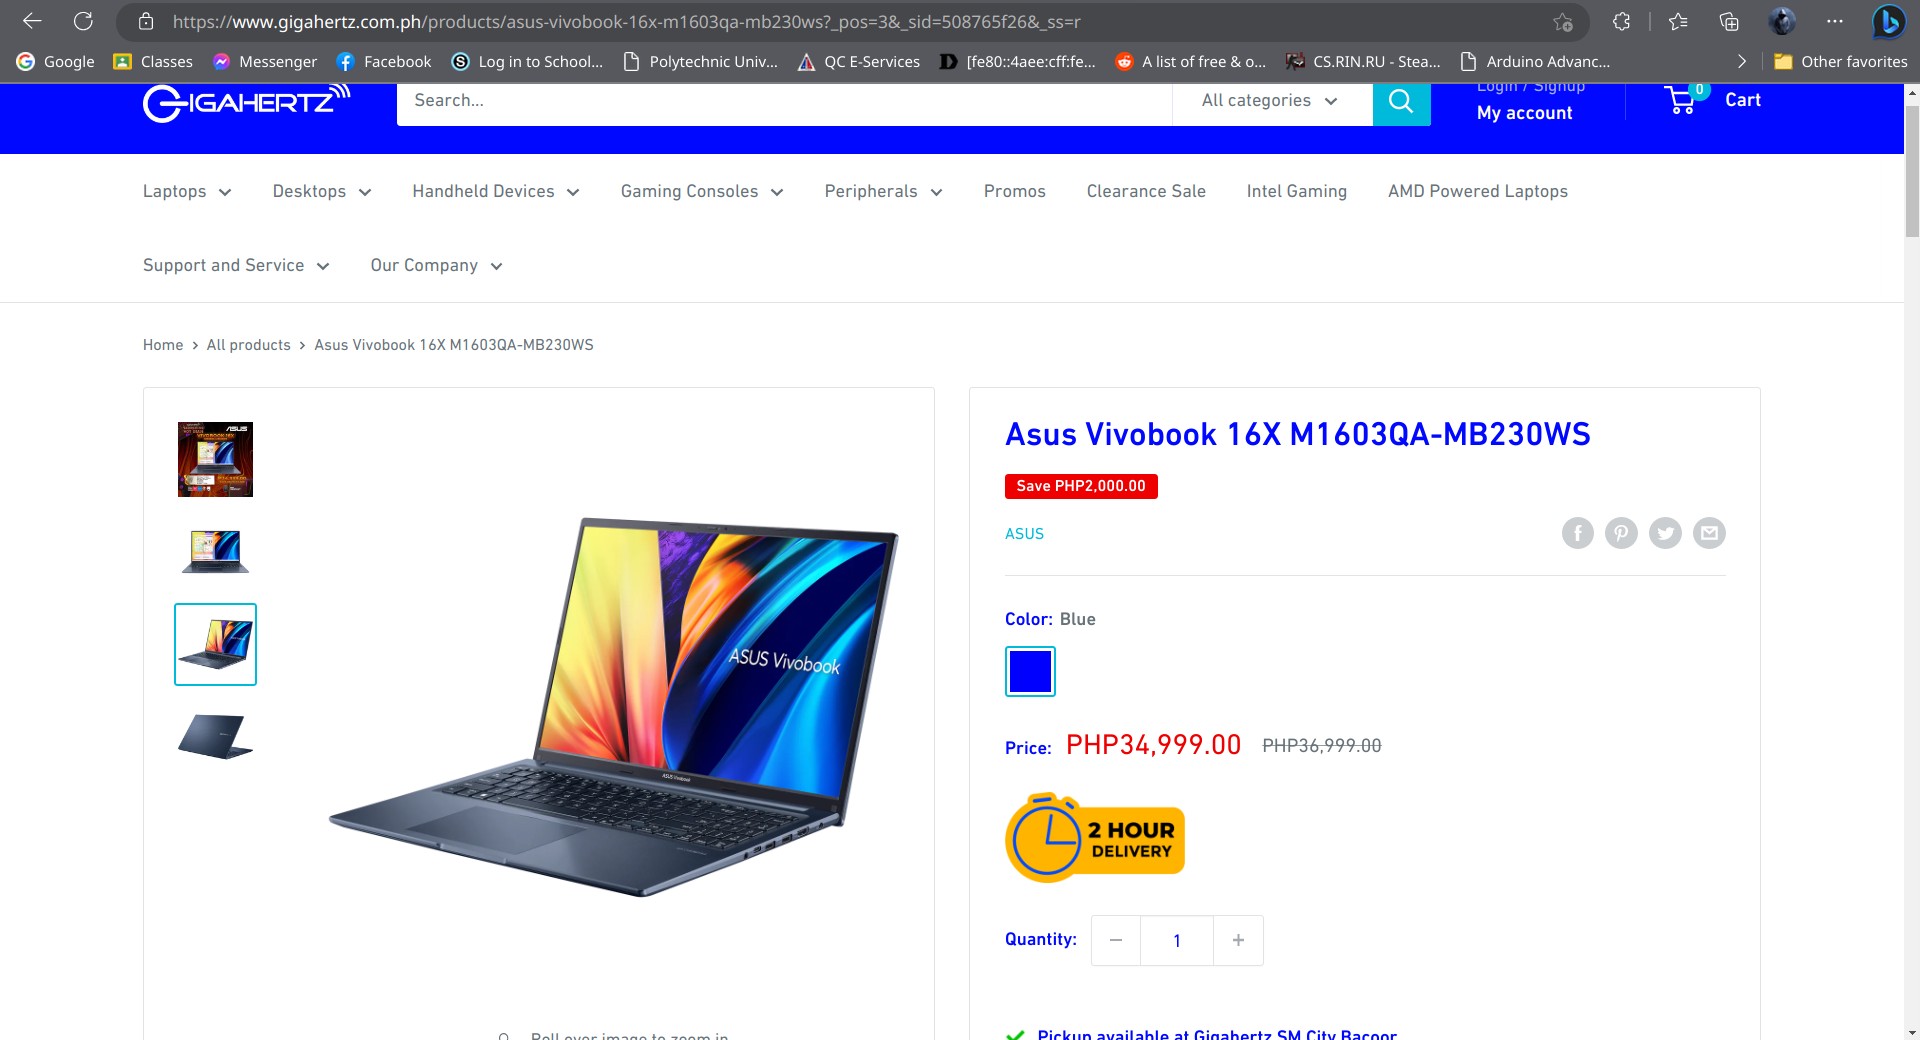 https://www.gigahertz.com.ph/products/asus-vivobook-16x-m1603qa-mb230ws?_pos=3&_sid=508765f26&_ss=r
Google Classes Messenger Facebook Log in to School... Polytechnic Univ... QC E-Services [fe80::4aee:cff:fe... A list of free & o... CS.RIN.RU - Stea... Arduino Advanc... Other favorites
GIGAHERTZ Search... All categories Login / Signup 0 Cart
My account
Laptops Desktops Handheld Devices Gaming Consoles Peripherals Promos Clearance Sale Intel Gaming AMD Powered Laptops
Support and Service Our Company
Home > All products > Asus Vivobook 16X M1603QA-MB230WS
ASUS
VIVOBOOK 16X
ASUS Vivobook
ASUS Vivobook
Roll over image to zoom in
Asus Vivobook 16X M1603QA-MB230WS
Save PHP2,000.00
ASUS
Color: Blue
Price: PHP34,999.00 PHP36,999.00
2 HOUR
DELIVERY
Quantity: − 1 +
Pickup available at Gigahertz SM City Bacoor